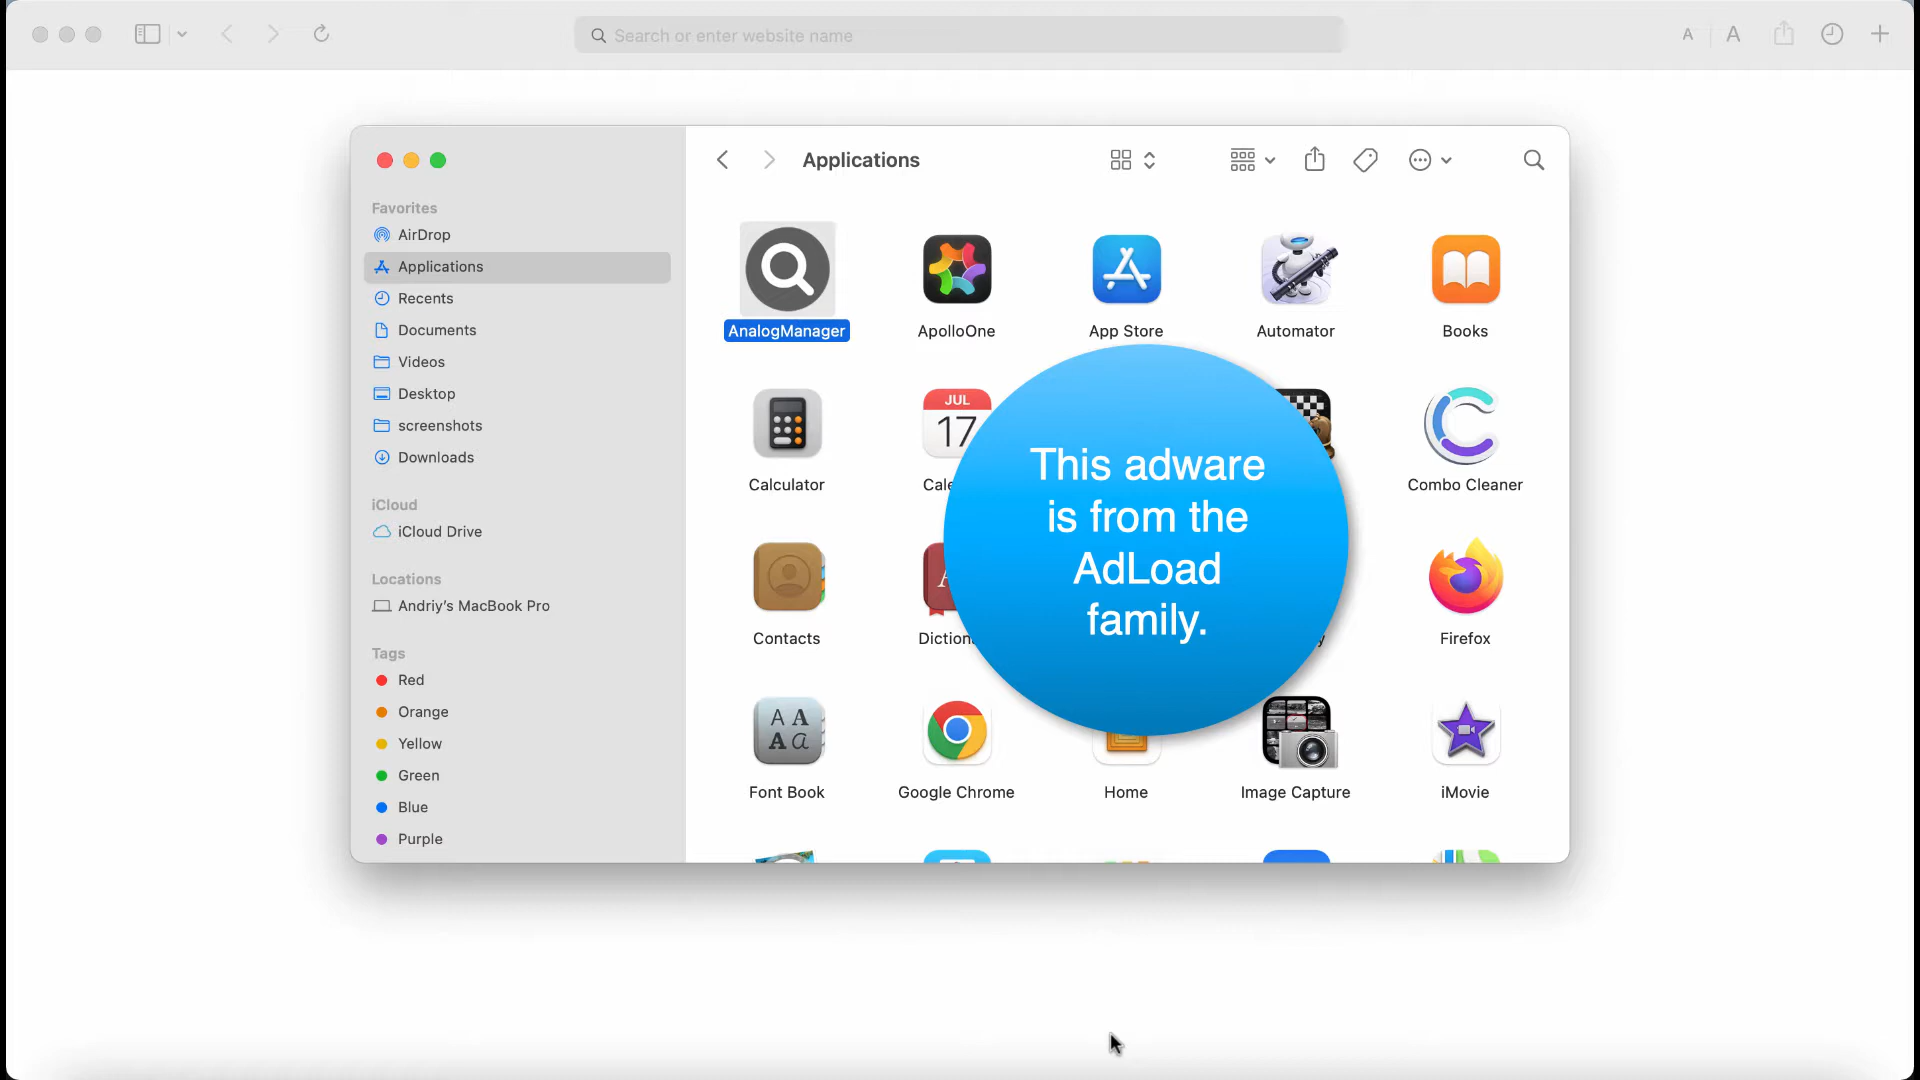 Search or enter website name
A
A
Applications
Favorites
AirDrop
Applications
Recents
Documents
Videos
Desktop
screenshots
Downloads
iCloud
iCloud Drive
Locations
Andriy’s MacBook Pro
Tags
Red
Orange
Yellow
Green
Blue
Purple
AnalogManager
ApolloOne
App Store
Automator
Books
JUL
17
Calculator
Cale
Combo Cleaner
This adware
is from the
AdLoad
family.
Contacts
Diction
y
Firefox
A A
A a
Font Book
Google Chrome
Home
Image Capture
iMovie